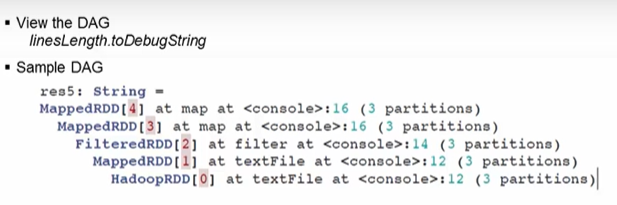 ▪ View the DAG
linesLength.toDebugString
▪ Sample DAG
res5: String =
MappedRDD[4] at map at <console>:16 (3 partitions)
MappedRDD[3] at map at <console>:16 (3 partitions)
FilteredRDD[2] at filter at <console>:14 (3 partitions)
MappedRDD[1] at textFile at <console>:12 (3 partitions)
HadoopRDD[0] at textFile at <console>:12 (3 partitions)